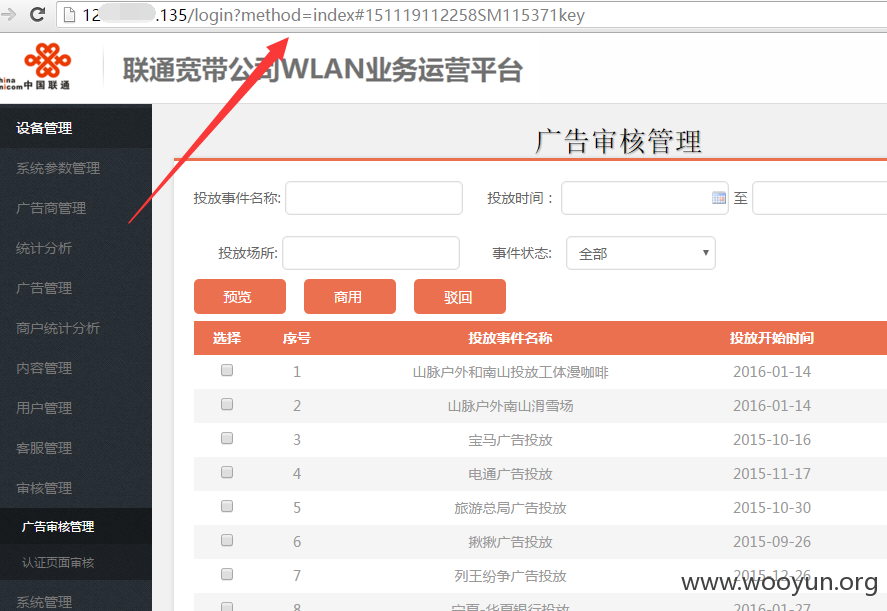 12 .135/login?method=index#151119112258SM115371key
中国联通
联通宽带公司WLAN业务运营平台
设备管理
系统参数管理
广告商管理
统计分析
广告管理
商户统计分析
内容管理
用户管理
客服管理
审核管理
广告审核管理
认证页面审核
系统管理
广告审核管理
投放事件名称:
投放时间：
至
投放场所:
事件状态:
全部
预览 商用 驳回
选择 序号 投放事件名称 投放开始时间
1 山脉户外和南山投放工体漫咖啡 2016-01-14
2 山脉户外南山滑雪场 2016-01-14
3 宝马广告投放 2015-10-16
4 电通广告投放 2015-11-17
5 旅游总局广告投放 2015-10-30
6 揪揪广告投放 2015-09-26
7 列王纷争广告投放 2015-12-26
8 宁夏-华夏银行投放 2016-01-27
www.wooyun.org